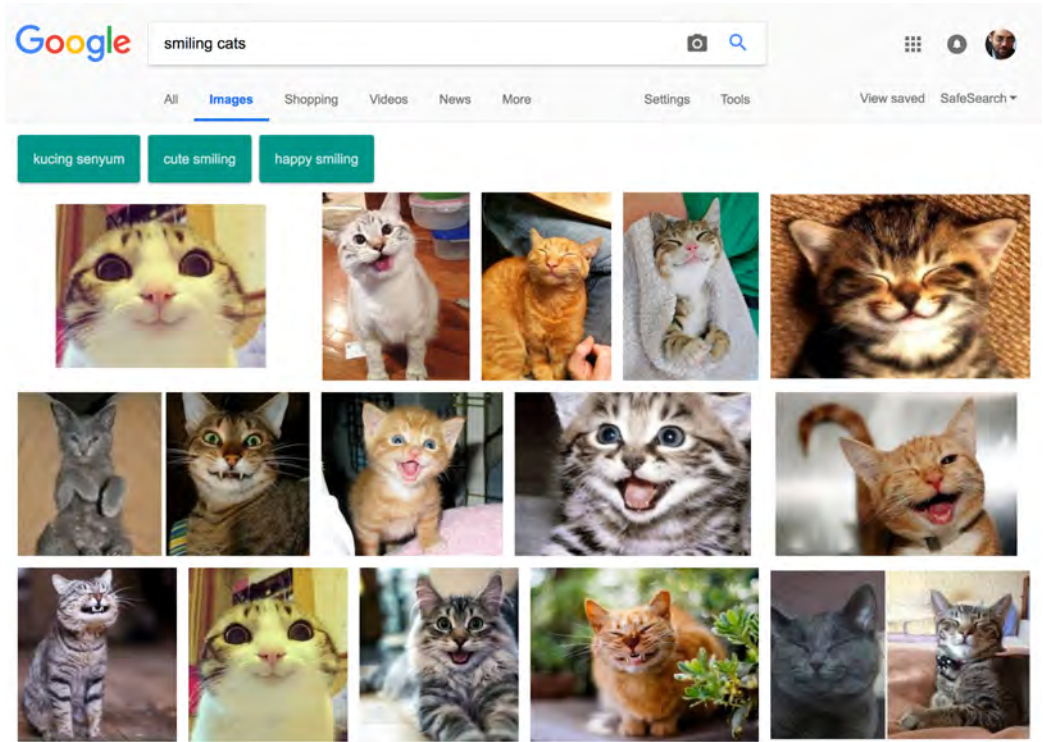 Google smiling cats
All Images Shopping Videos News More Settings Tools View saved SafeSearch
kucing senyum cute smiling happy smiling